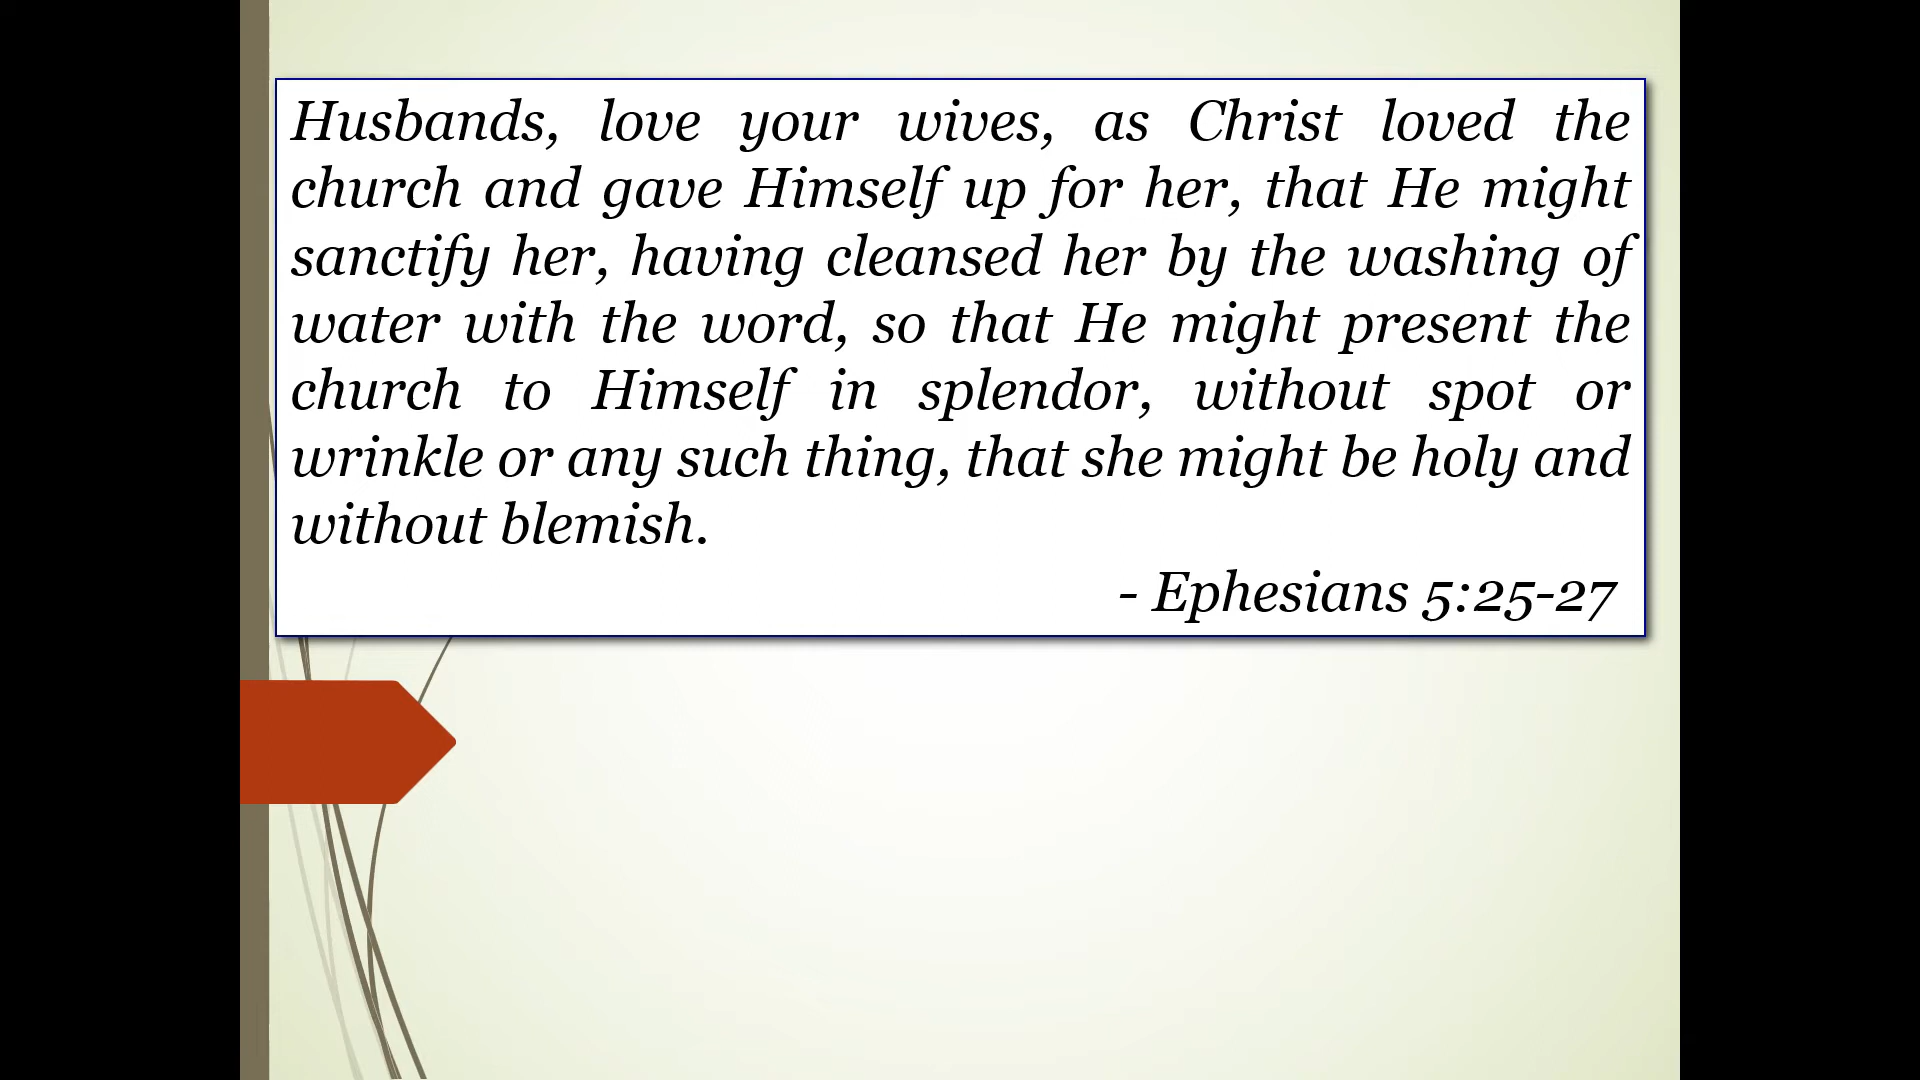 Husbands, love your wives, as Christ loved the
church and gave Himself up for her, that He might
sanctify her, having cleansed her by the washing of
water with the word, so that He might present the
church to Himself in splendor, without spot or
wrinkle or any such thing, that she might be holy and
without blemish.
- Ephesians 5:25-27